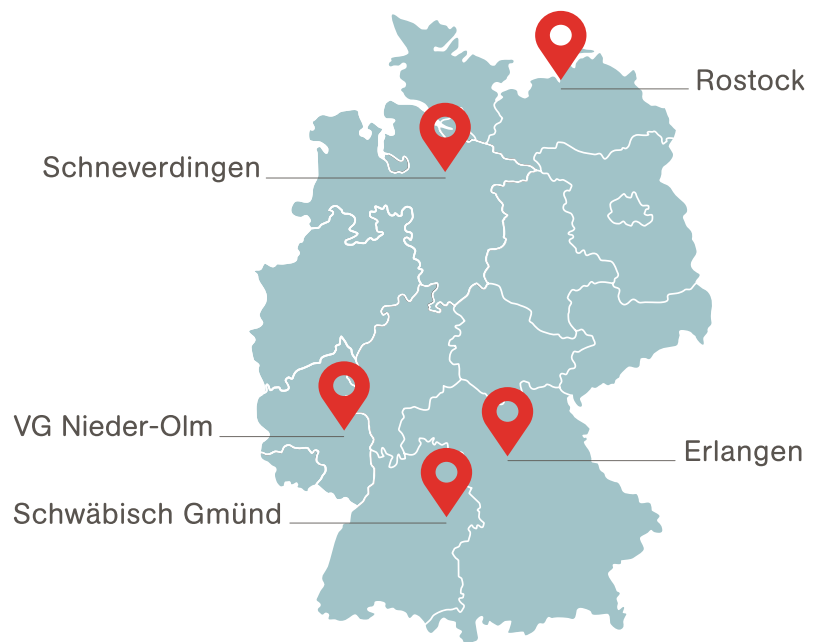 Rostock
Schneverdingen
VG Nieder-Olm
Erlangen
Schwäbisch Gmünd